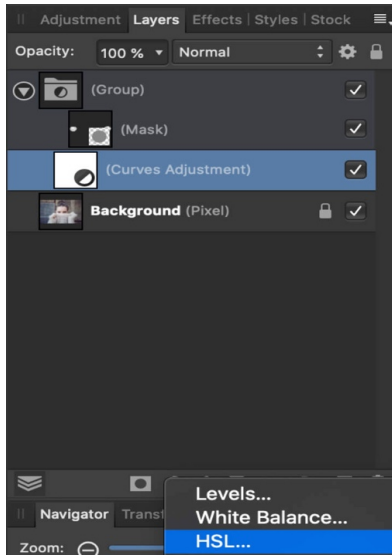 Adjustment Layers Effects Styles Stock
Opacity: 100 % Normal
(Group)
(Mask)
(Curves Adjustment)
Background (Pixel)
Levels...
Navigator Transf
White Balance...
Zoom:
HSL...